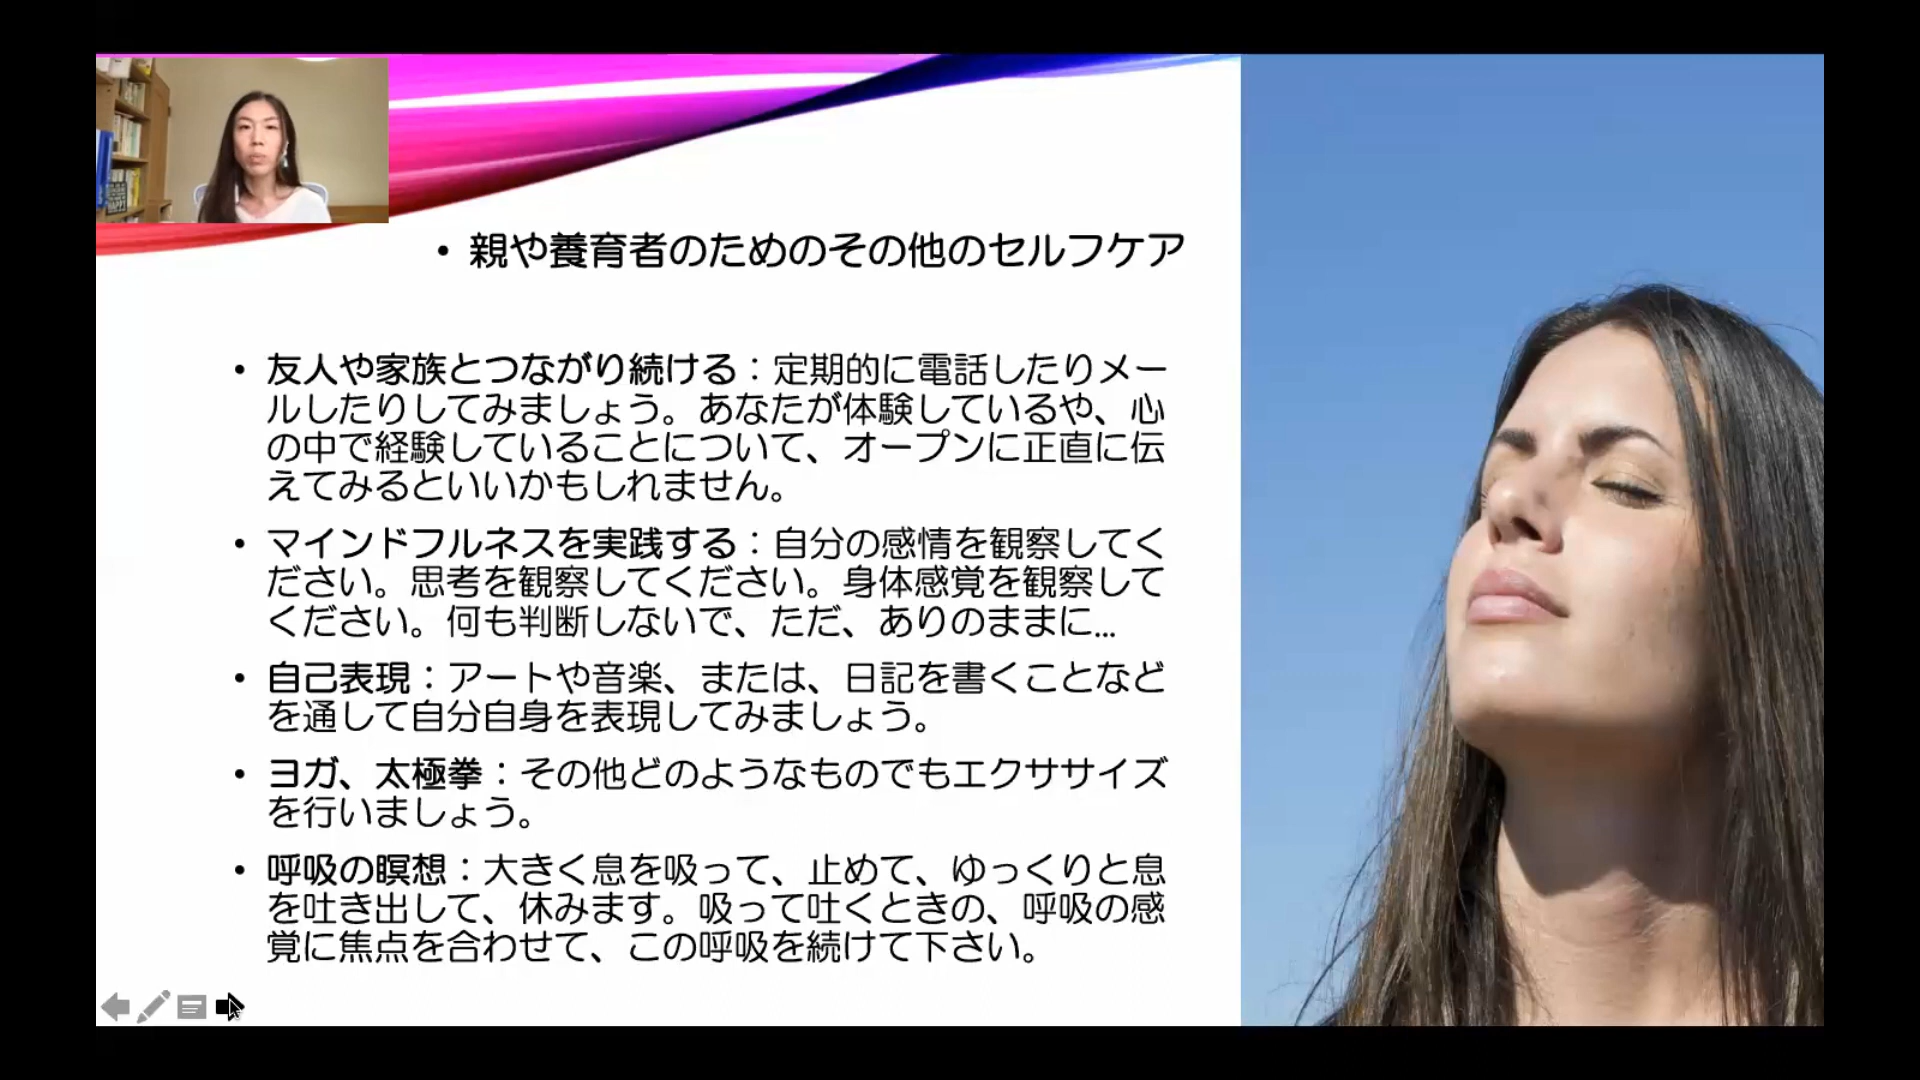 • 親や養育者のためのその他のセルフケア
• 友人や家族とつながり続ける：定期的に電話したりメー
ルしたりしてみましょう。あなたが体験しているや、心
の中で経験していることについて、オープンに正直に伝
えてみるといいかもしれません。
• マインドフルネスを実践する：自分の感情を観察してく
ださい。思考を観察してください。身体感覚を観察して
ください。何も判断しないで、ただ、ありのままに...
• 自己表現：アートや音楽、または、日記を書くことなど
を通して自分自身を表現してみましょう。
• ヨガ、太極拳：その他どのようなものでもエクササイズ
を行いましょう。
• 呼吸の瞑想：大きく息を吸って、止めて、ゆっくりと息
を吐き出して、休みます。吸って吐くときの、呼吸の感
覚に焦点を合わせて、この呼吸を続けて下さい。